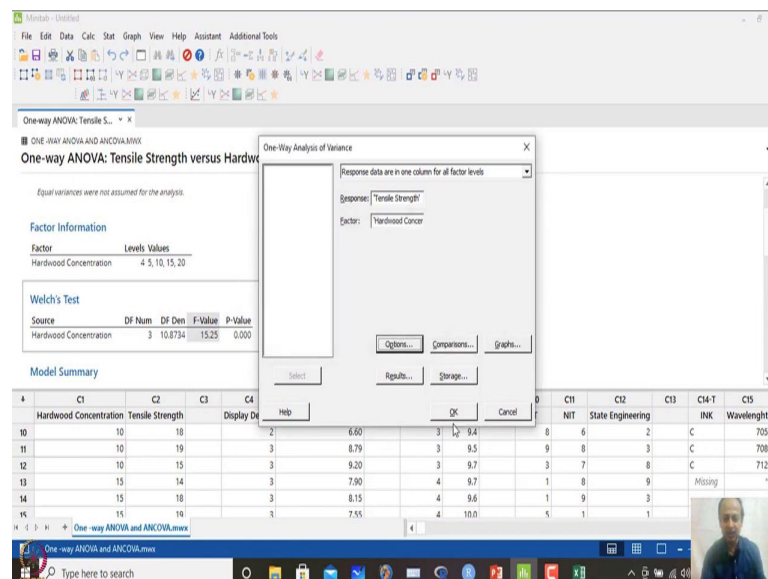 Minitab - Untitled
File Edit Data Calc Stat Graph View Help Assistant Additional Tools
One-way ANOVA: Tensile S...
ONE -WAY ANOVA AND ANCOVA.MWX
One-way ANOVA: Tensile Strength versus Hardwo
Equal variances were not assumed for the analysis.
Factor Information
Factor Levels Values
Hardwood Concentration 4 5, 10, 15, 20
Welch's Test
Source DF Num DF Den F-Value P-Value
Hardwood Concentration 3 10.8734 15.25 0.000
Model Summary
One-Way Analysis of Variance
Response data are in one column for all factor levels
Response: 'Tensile Strength'
Factor: 'Hardwood Concer
Options... Comparisons... Graphs...
Select Results... Storage...
Help OK Cancel
C1 C2 C3 C4 C11 C12 C13 C14-T C15
Hardwood Concentration Tensile Strength Display De NIT State Engineering INK Wavelenght
10 10 18 2 6.60 3 9.4 8 6 2 C 705
11 10 19 3 8.79 3 9.5 9 8 3 C 708
12 10 15 3 9.20 3 9.7 3 7 8 C 712
13 15 14 3 7.90 4 9.7 1 8 9 Missing *
14 15 18 3 8.15 4 9.6 1 9 3
15 15 19 3 7.55 4 10.0 5 1 1
One -way ANOVA and ANCOVA.mwx
One -way ANOVA and ANCOVA.mwx
Type here to search